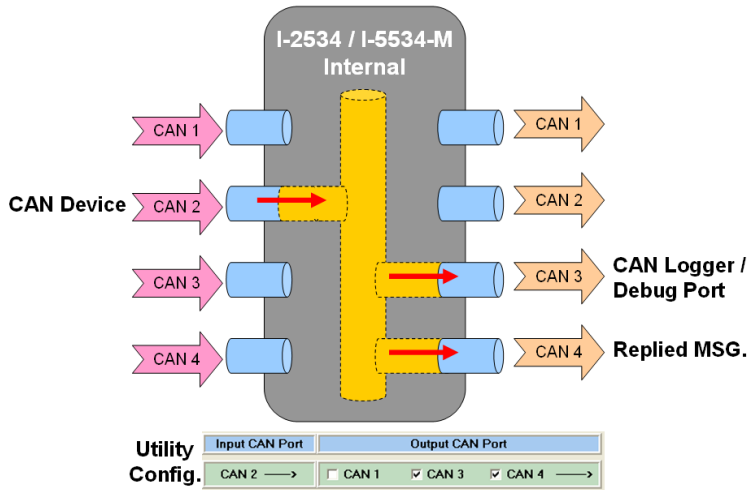 I-2534 / I-5534-M
Internal
CAN 1
CAN 1
CAN Device
CAN 2
CAN 2
CAN 3
CAN 3
CAN Logger /
Debug Port
CAN 4
CAN 4
Replied MSG.
Utility
Config.
Input CAN Port
Output CAN Port
CAN 2
CAN 1
CAN 3
CAN 4